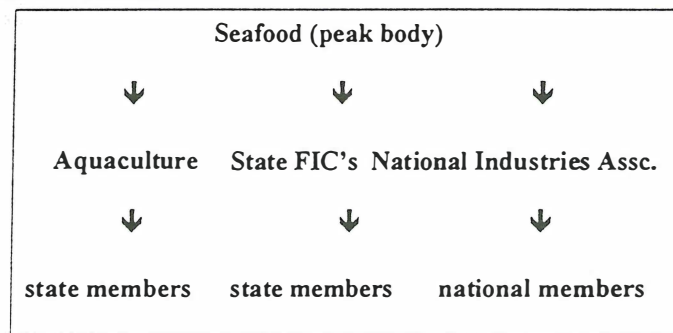 Seafood (peak body)
Aquaculture State FIC's National Industries Assc.
state members state members national members